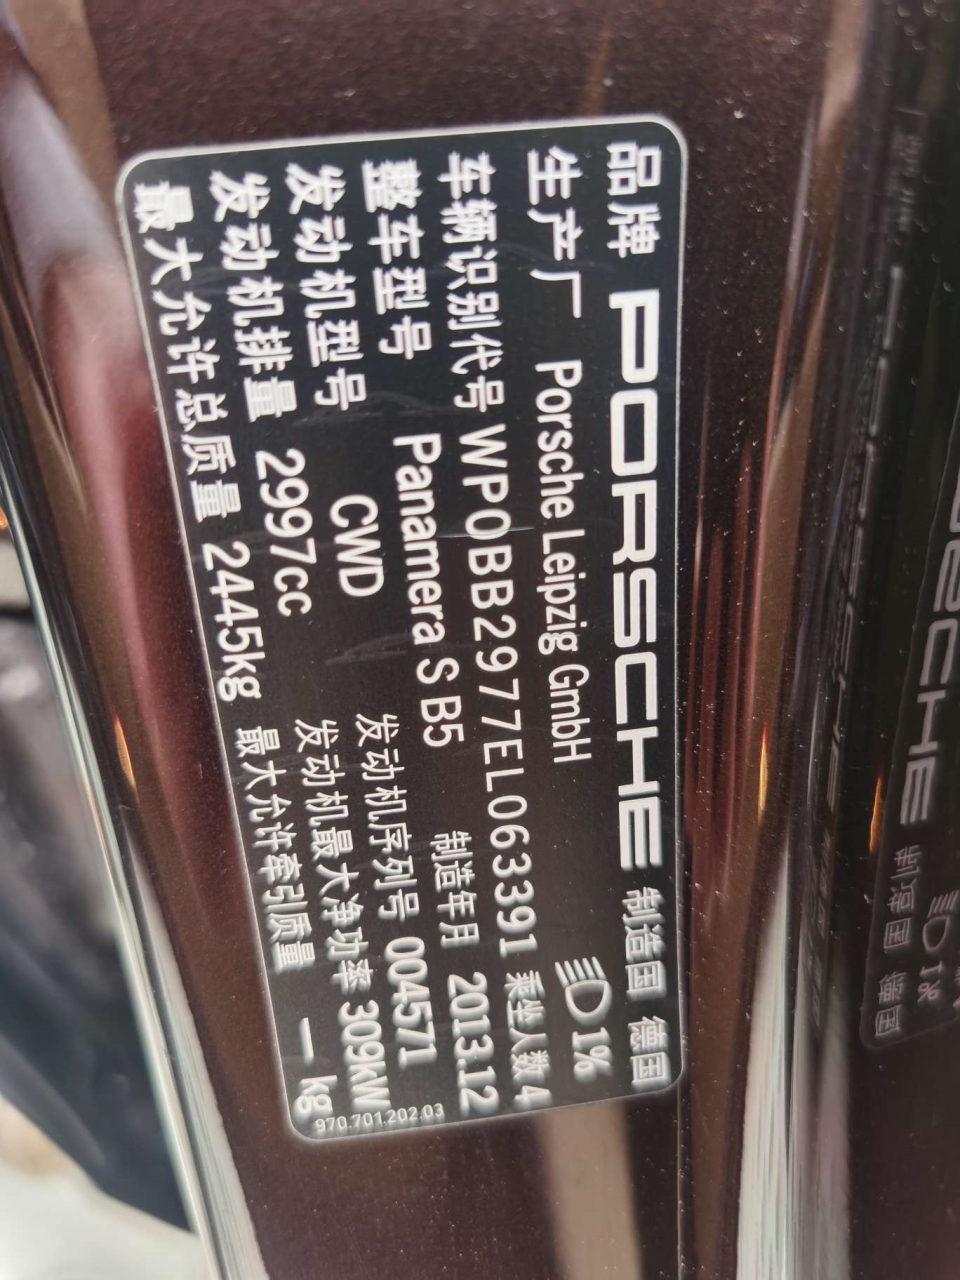 品牌 PORSCHE 制造国 德国
生产厂 Porsche Leipzig GmbH 1%
车辆识别代号 WP0BB2977EL063391 乘坐人数 4
整车型号 Panamera S B5 制造年月 2013.12
发动机型号 CWD 发动机序列号 004571
发动机排量 2997cc 发动机最大净功率 309kW
最大允许总质量 2445kg 最大允许牵引质量 — kg
970.701.202.03